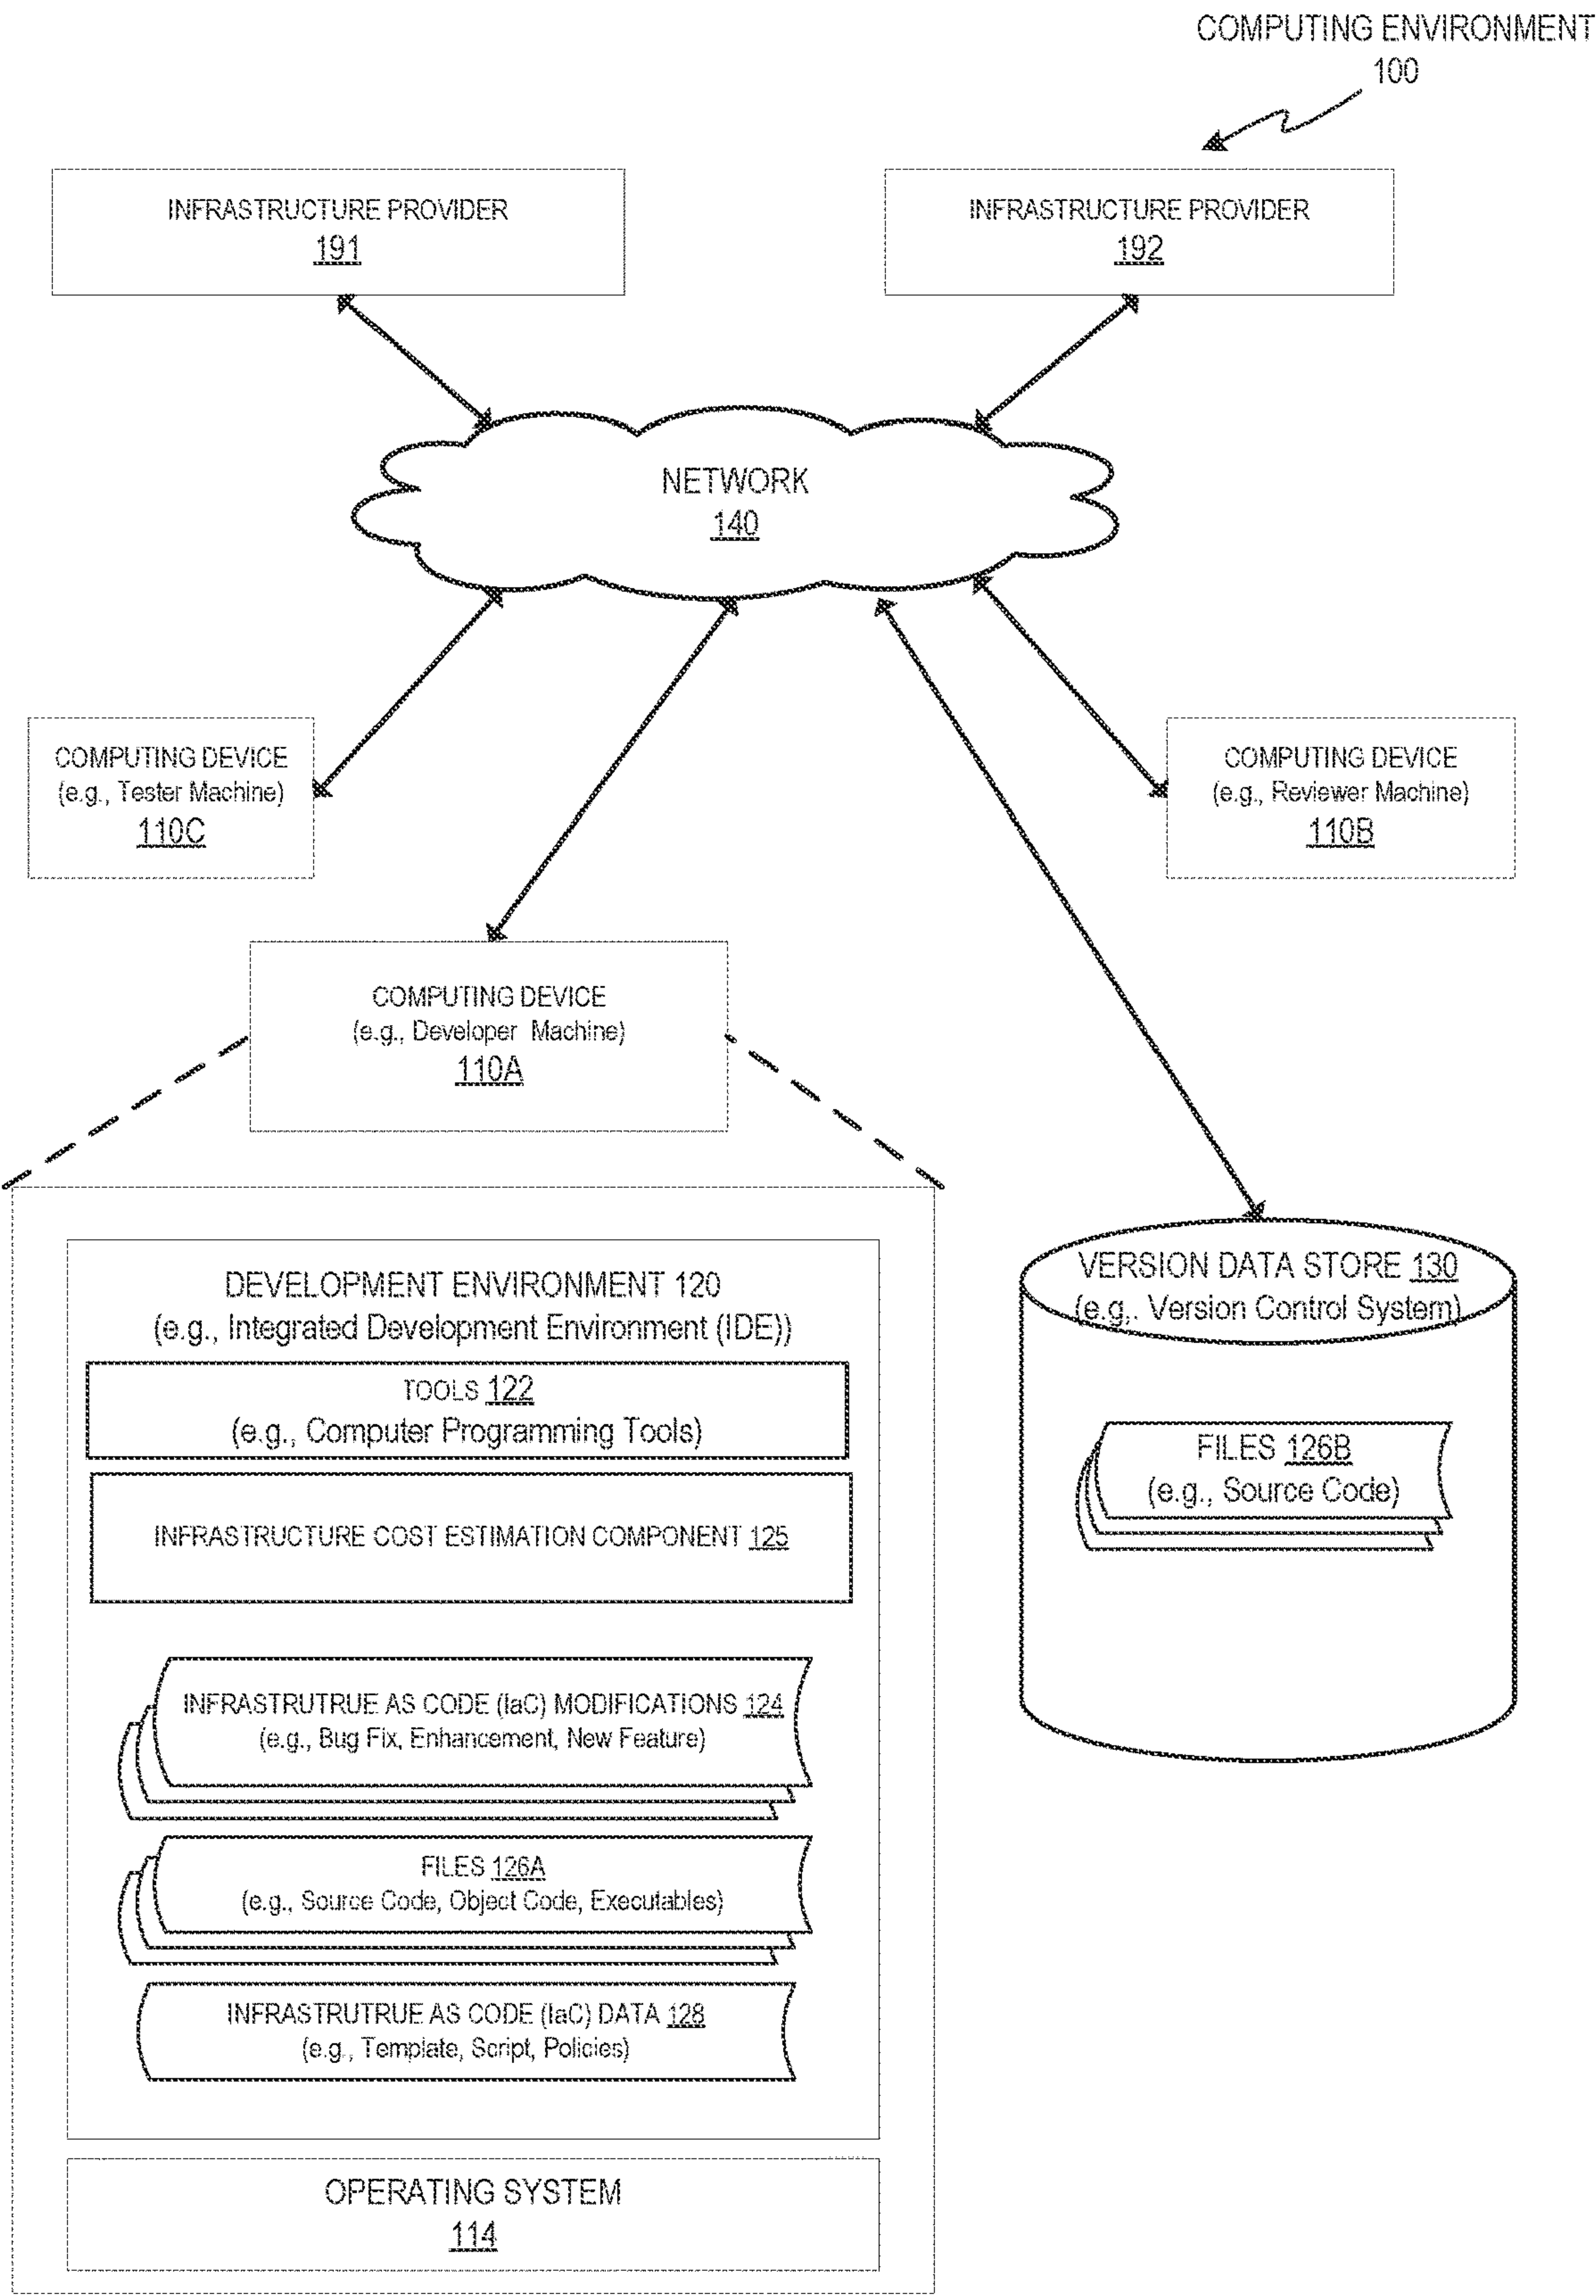 COMPUTING ENVIRONMENT
100
INFRASTRUCTURE PROVIDER
191
INFRASTRUCTURE PROVIDER
192
NETWORK
140
COMPUTING DEVICE
(e.g., Tester Machine)
110C
COMPUTING DEVICE
(e.g., Reviewer Machine)
110B
COMPUTING DEVICE
(e.g., Developer Machine)
110A
DEVELOPMENT ENVIRONMENT 120
(e.g., Integrated Development Environment (IDE))
TOOLS 122
(e.g., Computer Programming Tools)
INFRASTRUCTURE COST ESTIMATION COMPONENT 125
INFRASTRUTRUE AS CODE (IaC) MODIFICATIONS 124
(e.g., Bug Fix, Enhancement, New Feature)
FILES 126A
(e.g., Source Code, Object Code, Executables)
INFRASTRUTRUE AS CODE (IaC) DATA 128
(e.g., Template, Script, Policies)
OPERATING SYSTEM
114
VERSION DATA STORE 130
(e.g,. Version Control System)
FILES 126B
(e.g., Source Code)